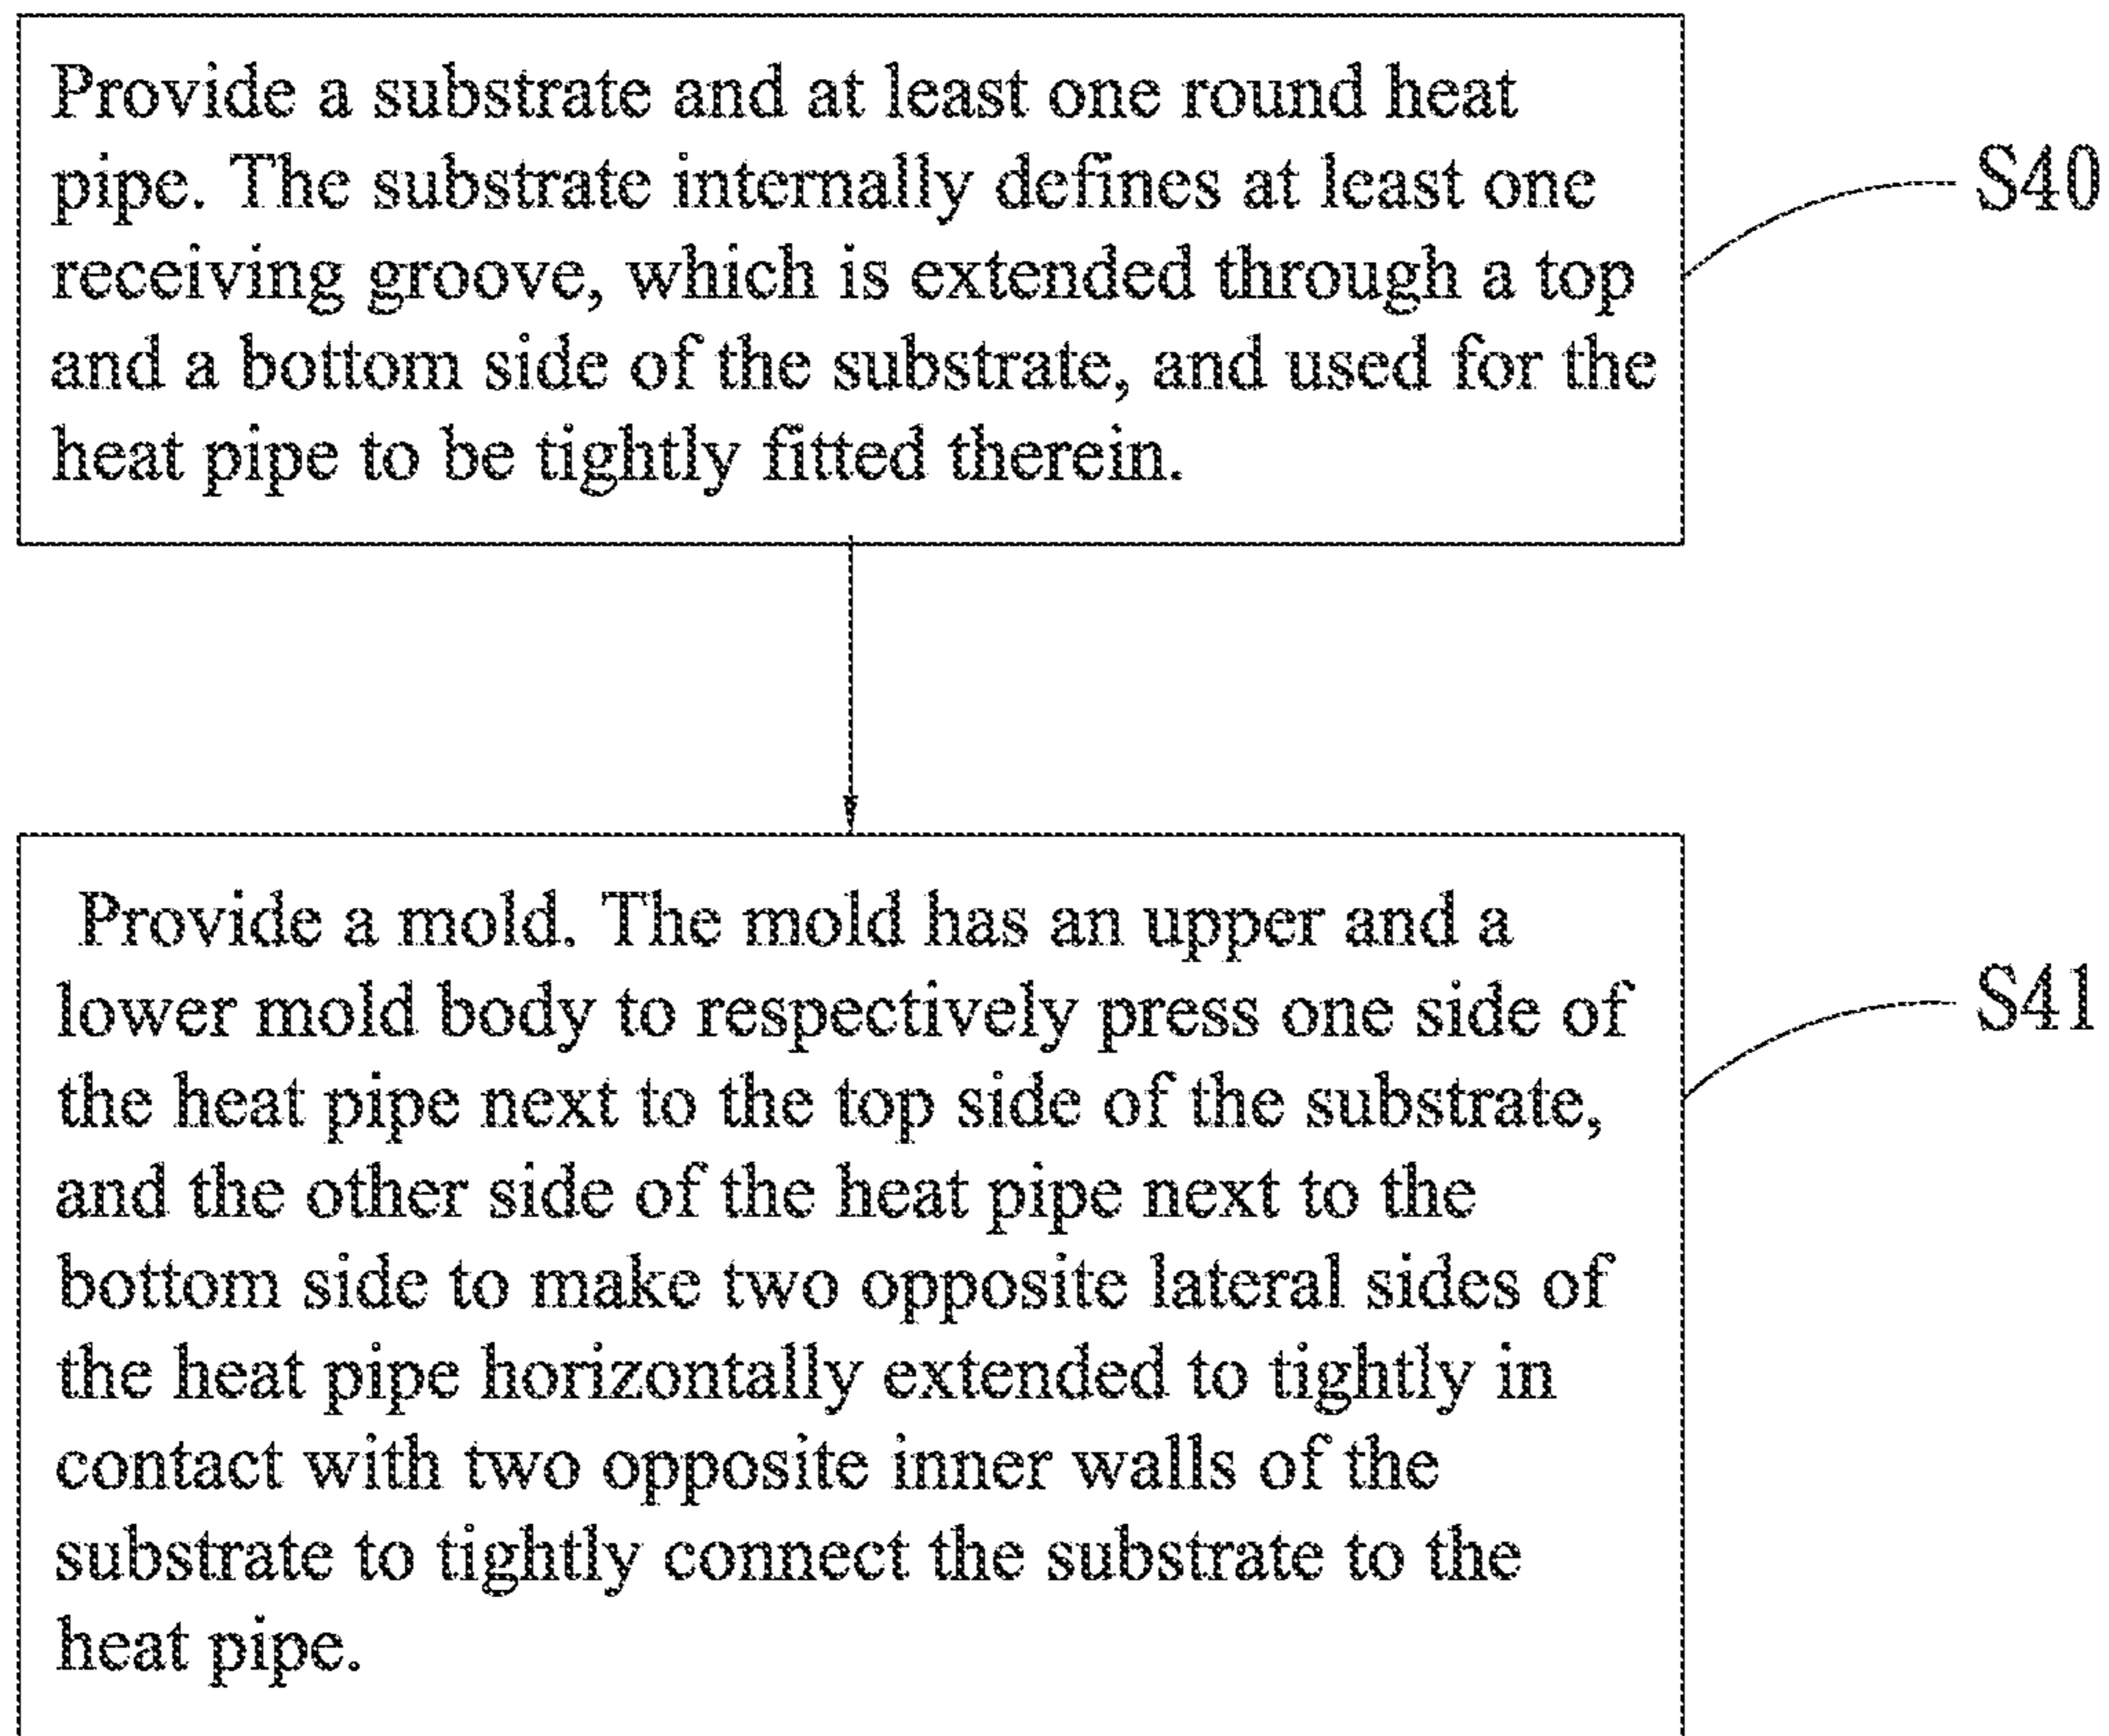 Provide a substrate and at least one round heat
pipe. The substrate internally defines at least one
receiving groove, which is extended through a top
and a bottom side of the substrate, and used for the
heat pipe to be tightly fitted therein.
S40
Provide a mold. The mold has an upper and a
lower mold body to respectively press one side of
the heat pipe next to the top side of the substrate,
and the other side of the heat pipe next to the
bottom side to make two opposite lateral sides of
the heat pipe horizontally extended to tightly in
contact with two opposite inner walls of the
substrate to tightly connect the substrate to the
heat pipe.
S41